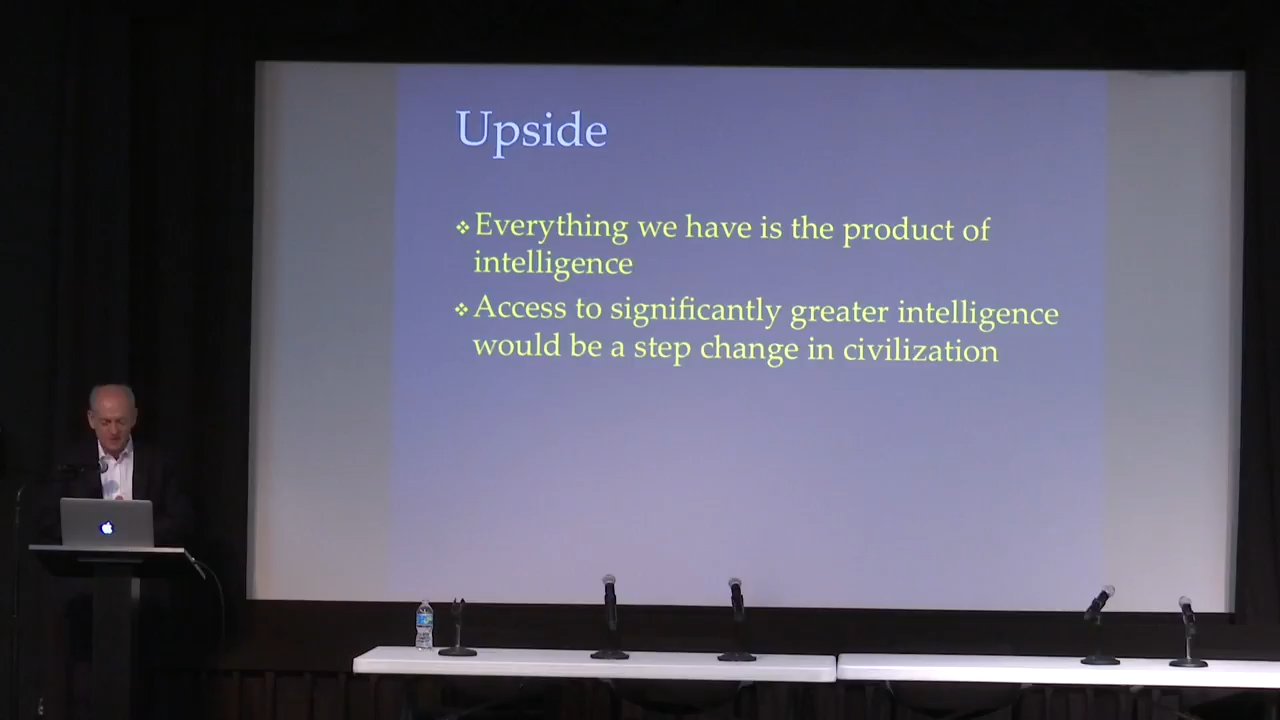 Upside
❖Everything we have is the product of
intelligence
❖Access to significantly greater intelligence
would be a step change in civilization